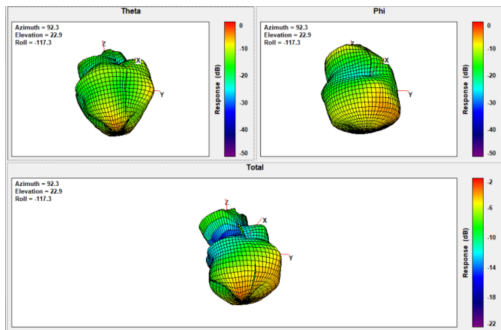 Theta
Azimuth = 92.3
Elevation = 22.9
Roll = -117.3
Z
X
Y
0
-10
-20
-30
-40
-50
Response (dB)
Phi
Azimuth = 92.3
Elevation = 22.9
Roll = -117.3
X
Y
0
-10
-20
-30
-40
-50
Response (dB)
Total
Azimuth = 92.3
Elevation = 22.9
Roll = -117.3
Z
X
Y
-2
-6
-10
-14
-18
-22
Response (dB)